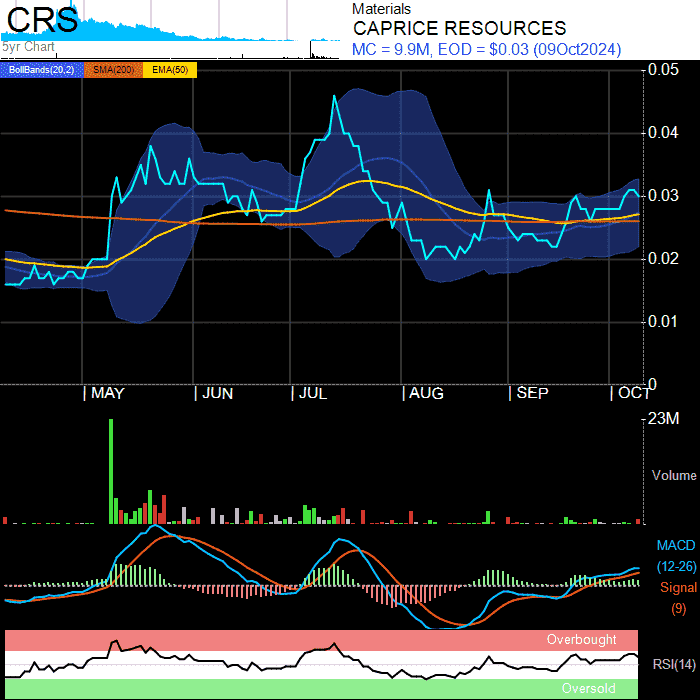 CRS
5yr Chart
Materials
CAPRICE RESOURCES
MC = 9.9M, EOD = $0.03 (09Oct2024)
BollBands(20,2) SMA(200) EMA(50)
0.05
0.04
0.03
0.02
0.01
0
MAY JUN JUL AUG SEP OCT
23M
Volume
MACD
(12-26)
Signal
(9)
Overbought
RSI(14)
Oversold